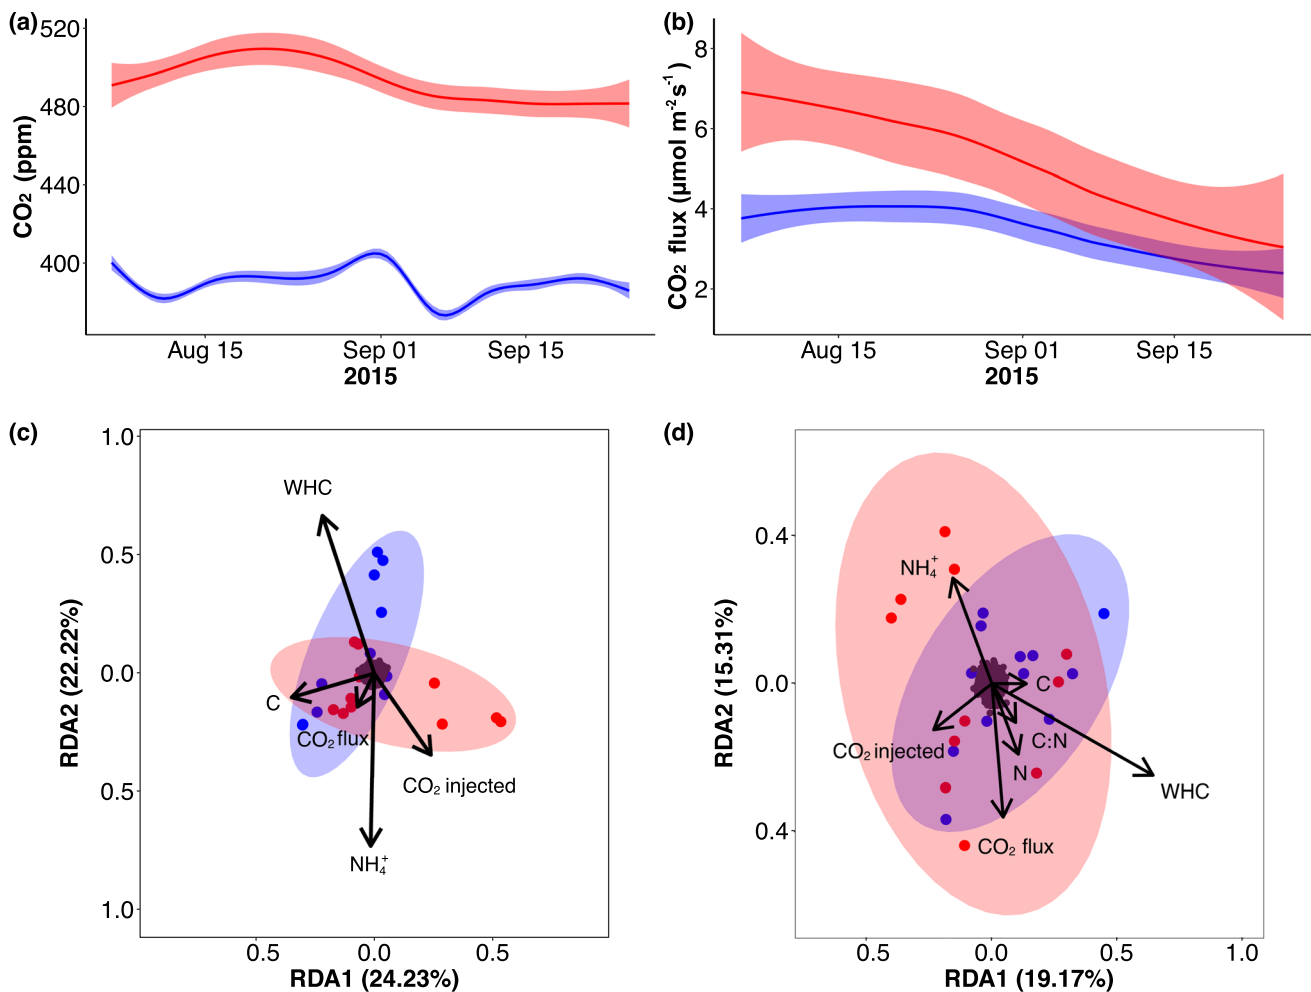 (a)
520
480
440
400
CO₂ (ppm)
Aug 15
Sep 01
Sep 15
2015
(b)
8
6
4
2
CO₂ flux (µmol m⁻² s⁻¹)
Aug 15
Sep 01
Sep 15
2015
(c)
1.0
0.5
0.0
0.5
1.0
RDA2 (22.22%)
WHC
C
CO₂ flux
CO₂ injected
NH₄⁺
0.5
0.0
0.5
RDA1 (24.23%)
(d)
0.4
0.0
0.4
RDA2 (15.31%)
NH₄⁺
C
CO₂ injected
C:N
N
WHC
CO₂ flux
0.5
0.0
0.5
1.0
RDA1 (19.17%)